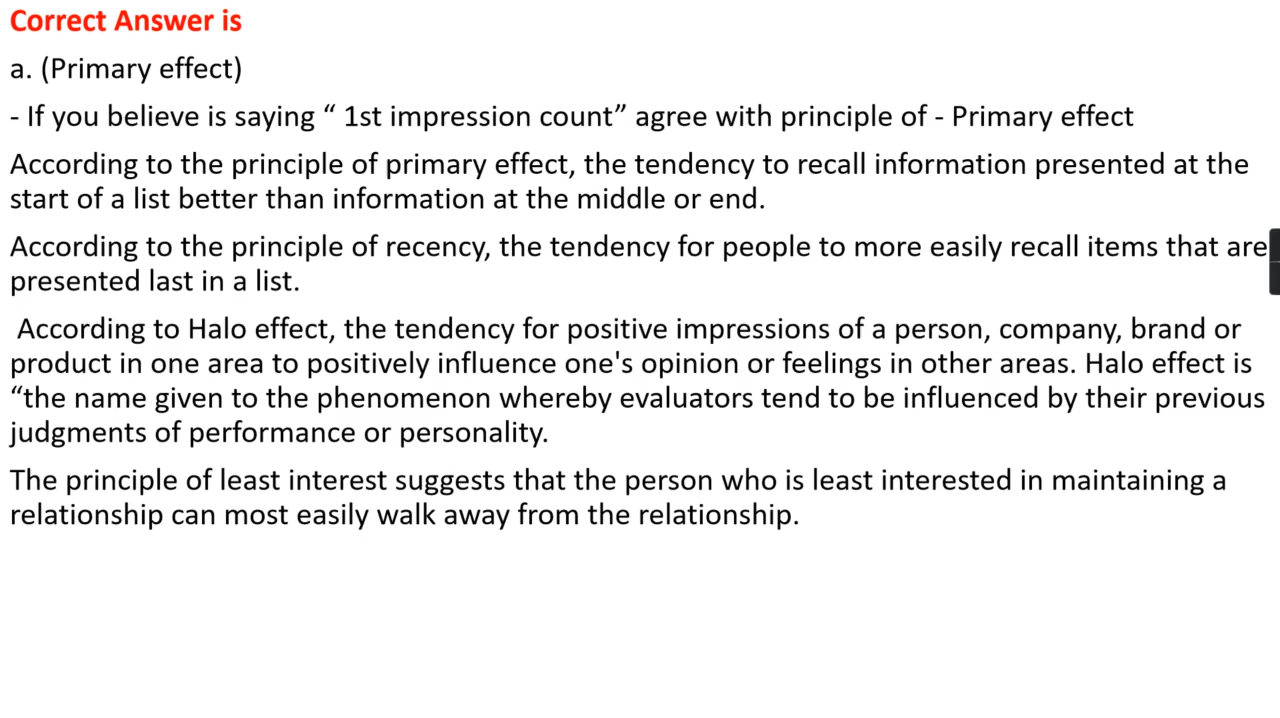 Correct Answer is
a. (Primary effect)
- If you believe is saying “ 1st impression count” agree with principle of - Primary effect
According to the principle of primary effect, the tendency to recall information presented at the
start of a list better than information at the middle or end.
According to the principle of recency, the tendency for people to more easily recall items that are
presented last in a list.
According to Halo effect, the tendency for positive impressions of a person, company, brand or
product in one area to positively influence one's opinion or feelings in other areas. Halo effect is
“the name given to the phenomenon whereby evaluators tend to be influenced by their previous
judgments of performance or personality.
The principle of least interest suggests that the person who is least interested in maintaining a
relationship can most easily walk away from the relationship.